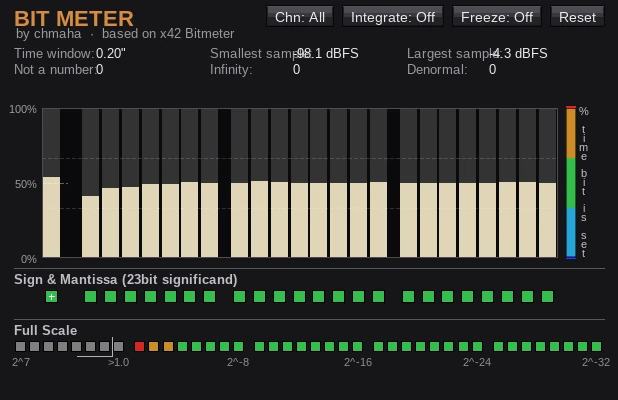 BIT METER
by chmaha · based on x42 Bitmeter
Chn: All Integrate: Off Freeze: Off Reset
Time window: 0.20" Smallest sample: -98.1 dBFS Largest sample: -4.3 dBFS
Not a number: 0 Infinity: 0 Denormal: 0
100%
50%
0%
% time bit is set
Sign & Mantissa (23bit significand)
+
Full Scale
2^7 >1.0 2^-8 2^-16 2^-24 2^-32